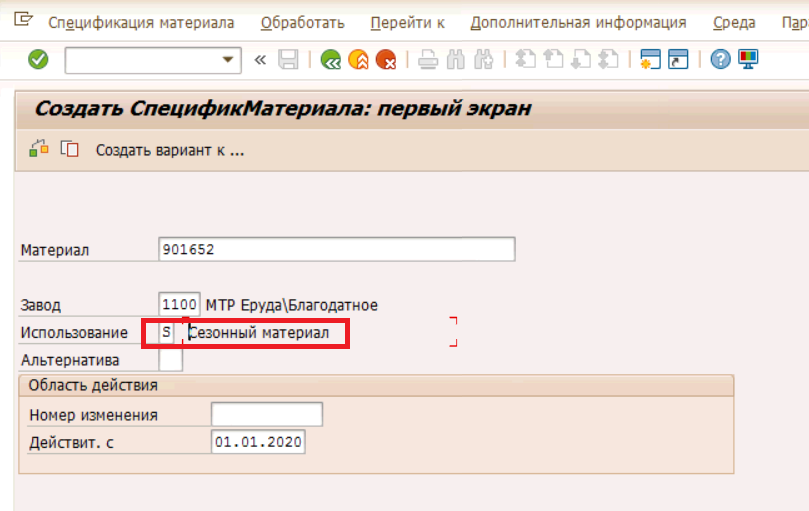 Спецификация материала Обработать Перейти к Дополнительная информация Среда Пар
Создать СпецификМатериала: первый экран
Создать вариант к ...
Материал 901652
Завод 1100 МТР Еруда\Благодатное
Использование S Сезонный материал
Альтернатива
Область действия
Номер изменения
Действит. с 01.01.2020